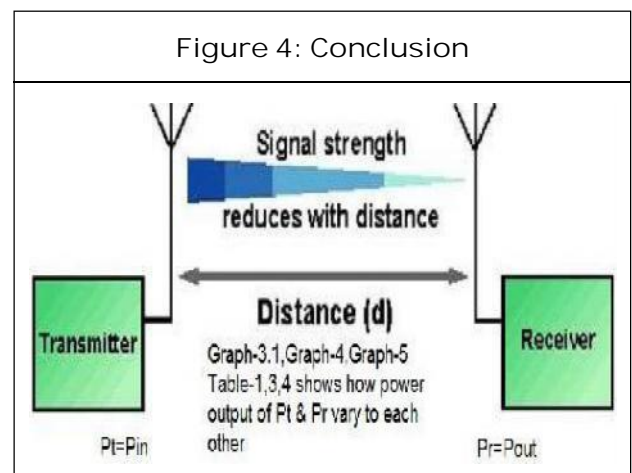 Figure 4: Conclusion
Signal strength
reduces with distance
Distance (d)
Transmitter
Receiver
Graph-3.1,Graph-4.Graph-5
Table-1,3,4 shows how power
output of Pt & Pr vary to each
other
Pt=Pin
Pr=Pout